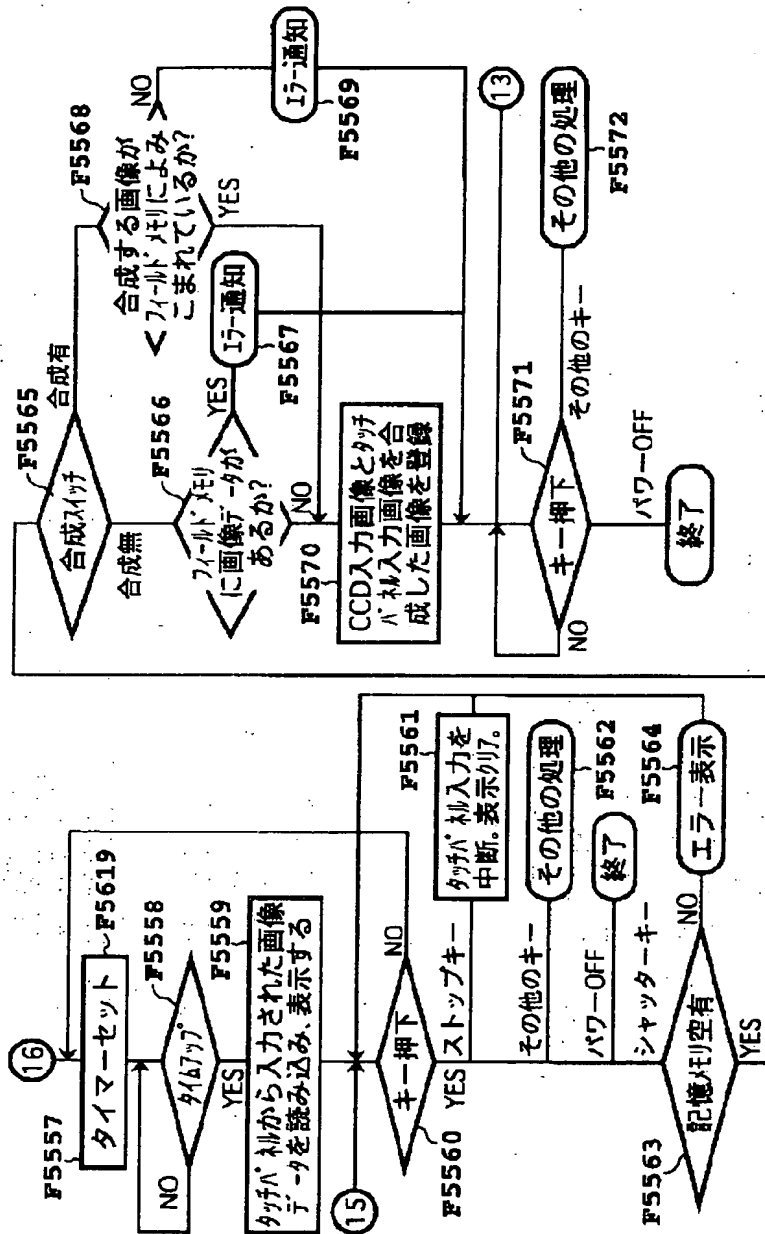 16
F5557
タイマーセット
F5619
タイムアップ
F5558
NO
YES
F5559
タッチパネルから入力された画像
データを読み込み、表示する
15
キー押下
F5560
NO
YES
ストップキー
F5561
タッチパネル入力を
中断。表示クリア。
その他のキー
その他の処理
F5562
パワーOFF
終了
シャッターキー
記憶メモリ空有
F5563
NO
エラー表示
F5564
YES
合成スイッチ
F5565
合成有
合成無
フィールドメモリ
に画像データが
あるか?
F5566
YES
エラー通知
F5567
NO
合成する画像が
フィールドメモリによみ
こまれているか?
F5568
NO
エラー通知
F5569
YES
F5570
CCD入力画像とタッチ
パネル入力画像を合
成した画像を登録
13
キー押下
F5571
NO
その他のキー
その他の処理
F5572
パワーOFF
終了